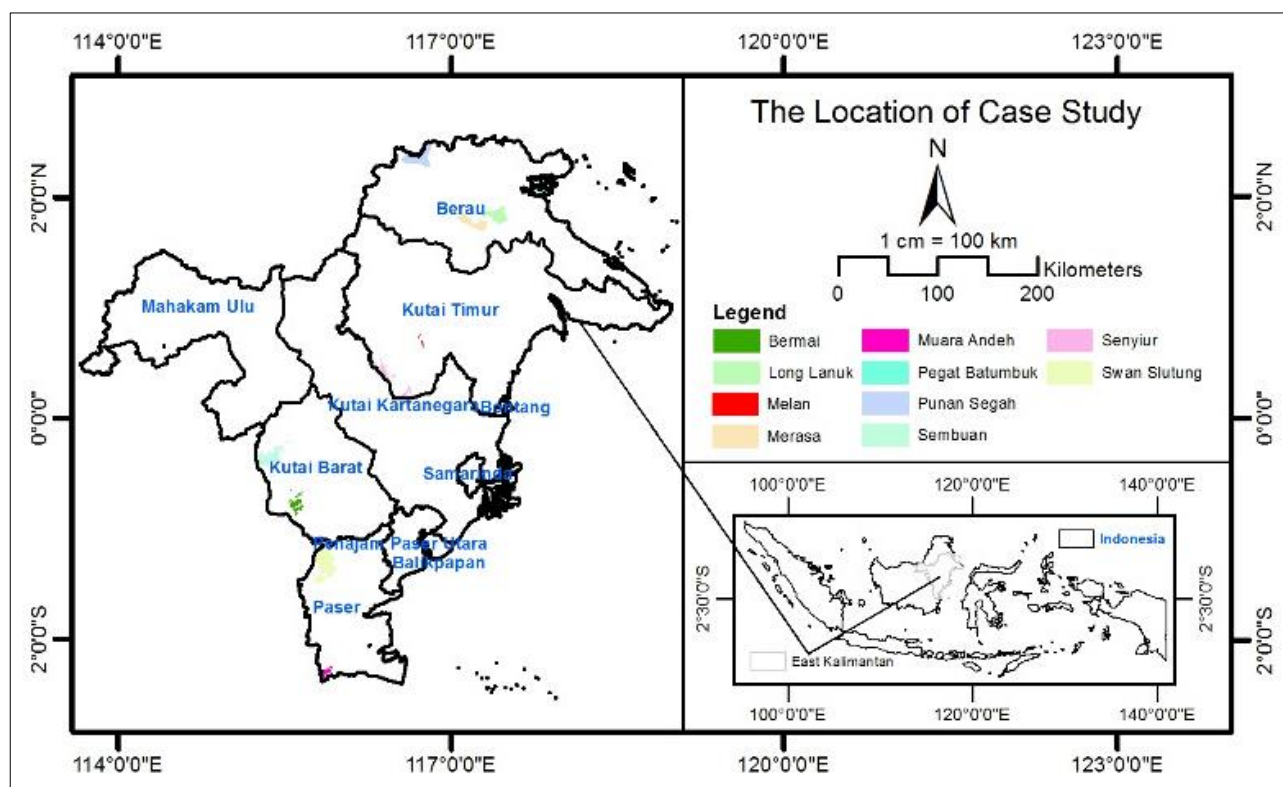 114°0'0"E 117°0'0"E 120°0'0"E 123°0'0"E
The Location of Case Study
N
1 cm = 100 km
Kilometers
0 100 200
Legend
Bermai
Long Lanuk
Melan
Merasa
Muara Andeh
Pegat Batumbuk
Punan Segah
Sembuan
Senyiur
Swan Slutung
2°0'0"N
0°0'0"
2°0'0"S
Berau
Mahakam Ulu
Kutai Timur
Kutai Kartanegara
Bontang
Kutai Barat
Samarinda
Penajam Paser Utara
Balikpapan
Paser
2°0'0"N
0°0'0"
2°0'0"S
100°0'0"E 120°0'0"E 140°0'0"E
Indonesia
2°30'0"S
2°30'0"S
East Kalimantan
100°0'0"E 120°0'0"E 140°0'0"E
114°0'0"E 117°0'0"E 120°0'0"E 123°0'0"E